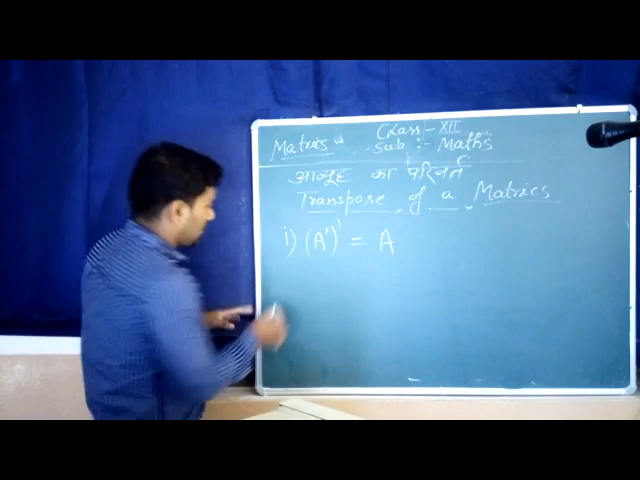 Class - XII
Matrics Sub :- Maths
आव्यूह का परिवर्त
Transpose of a Matrics
i) (A')' = A